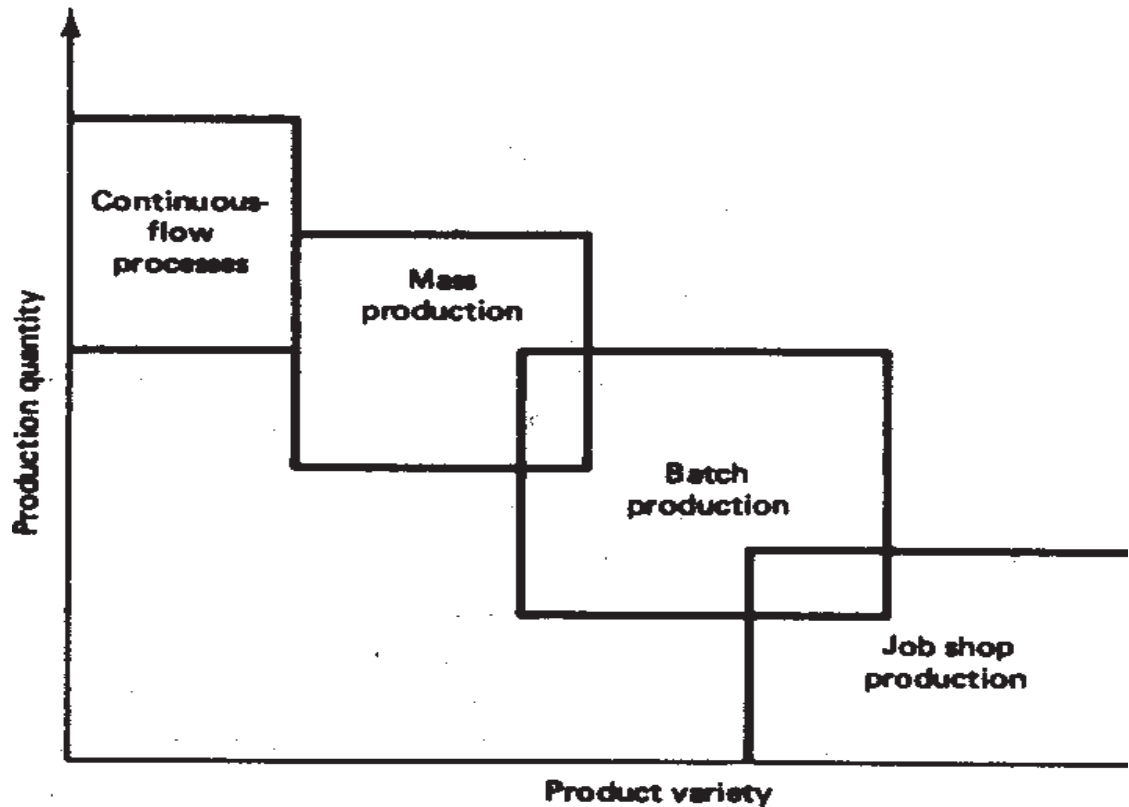 Continuous-
flow
processes
Mass
production
Batch
production
Job shop
production
Production quantity
Product variety